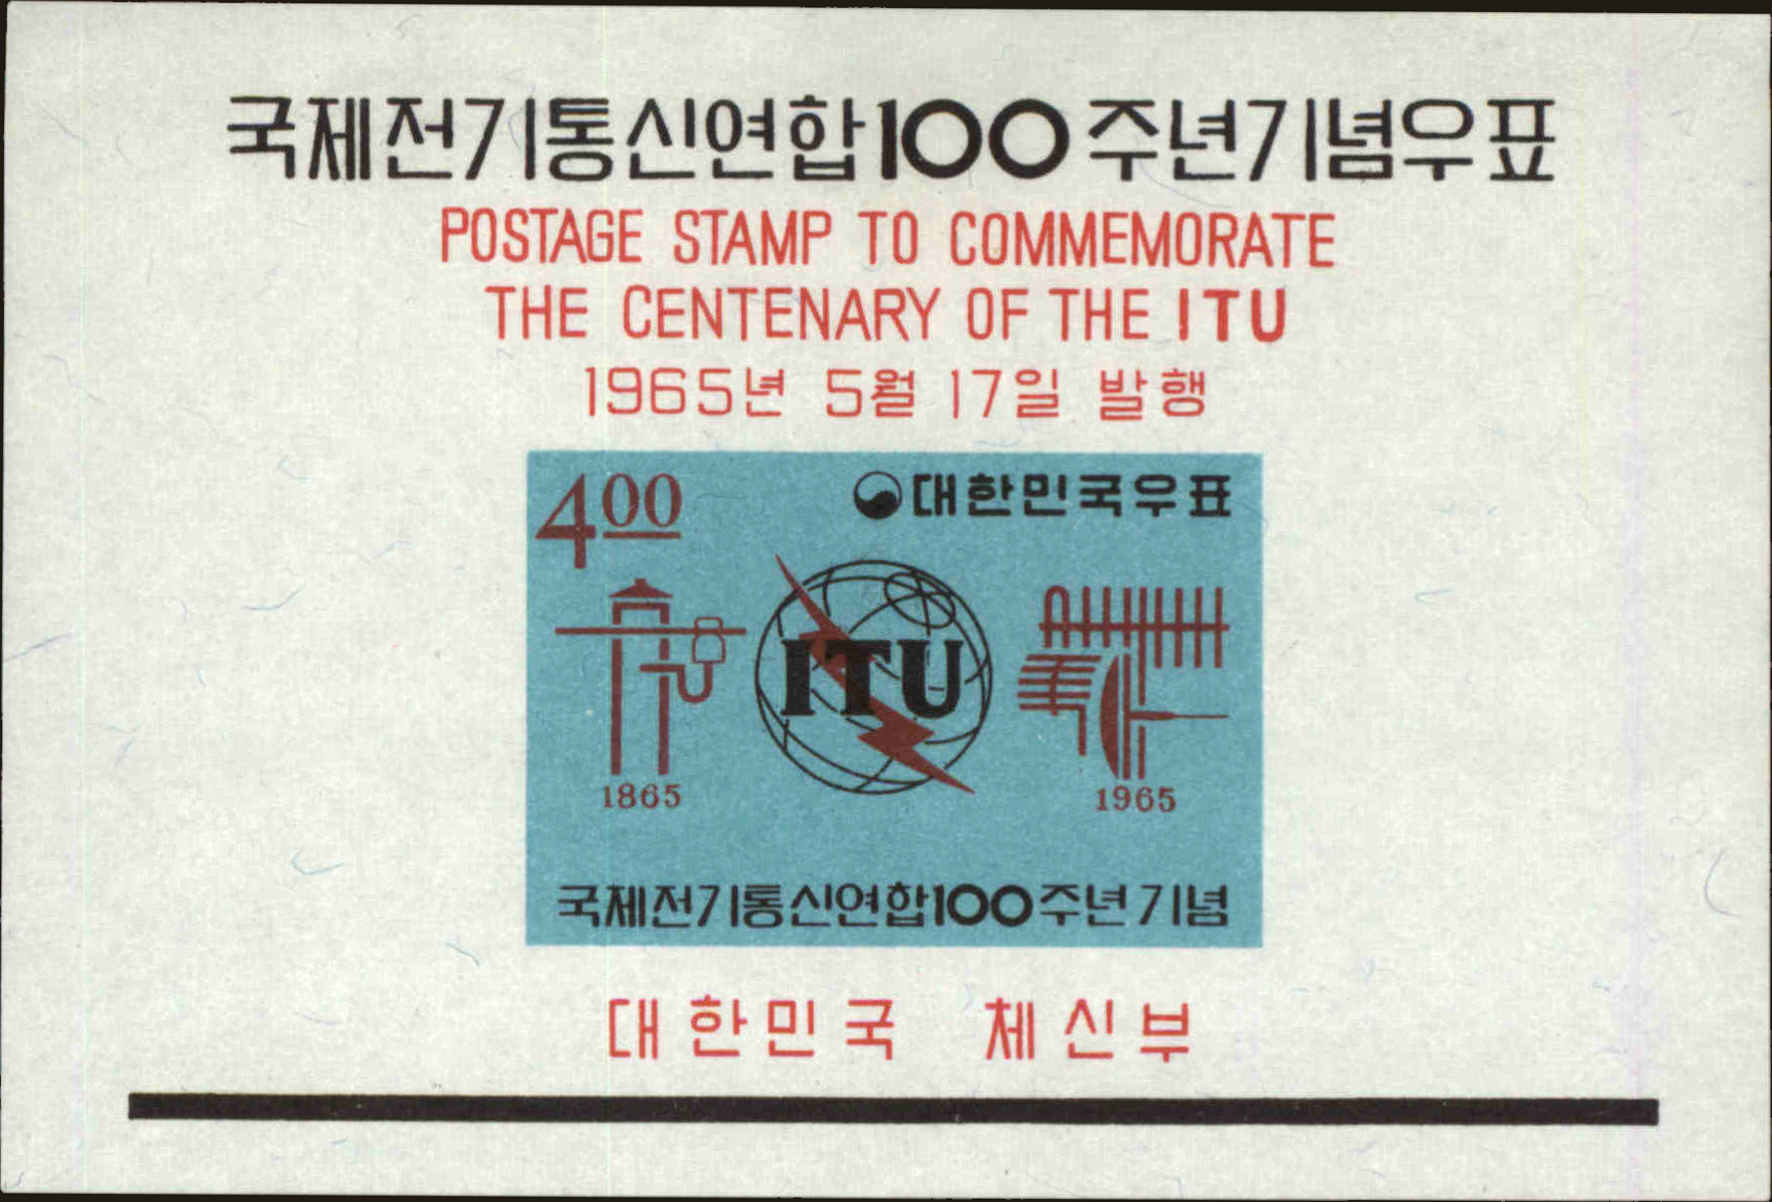 국제전기통신연합100주년기념우표
POSTAGE STAMP TO COMMEMORATE
THE CENTENARY OF THE ITU
1965년 5월 17일 발행
400
대한민국우표
ITU
1865
1965
국제전기통신연합100주년기념
대한민국 체신부